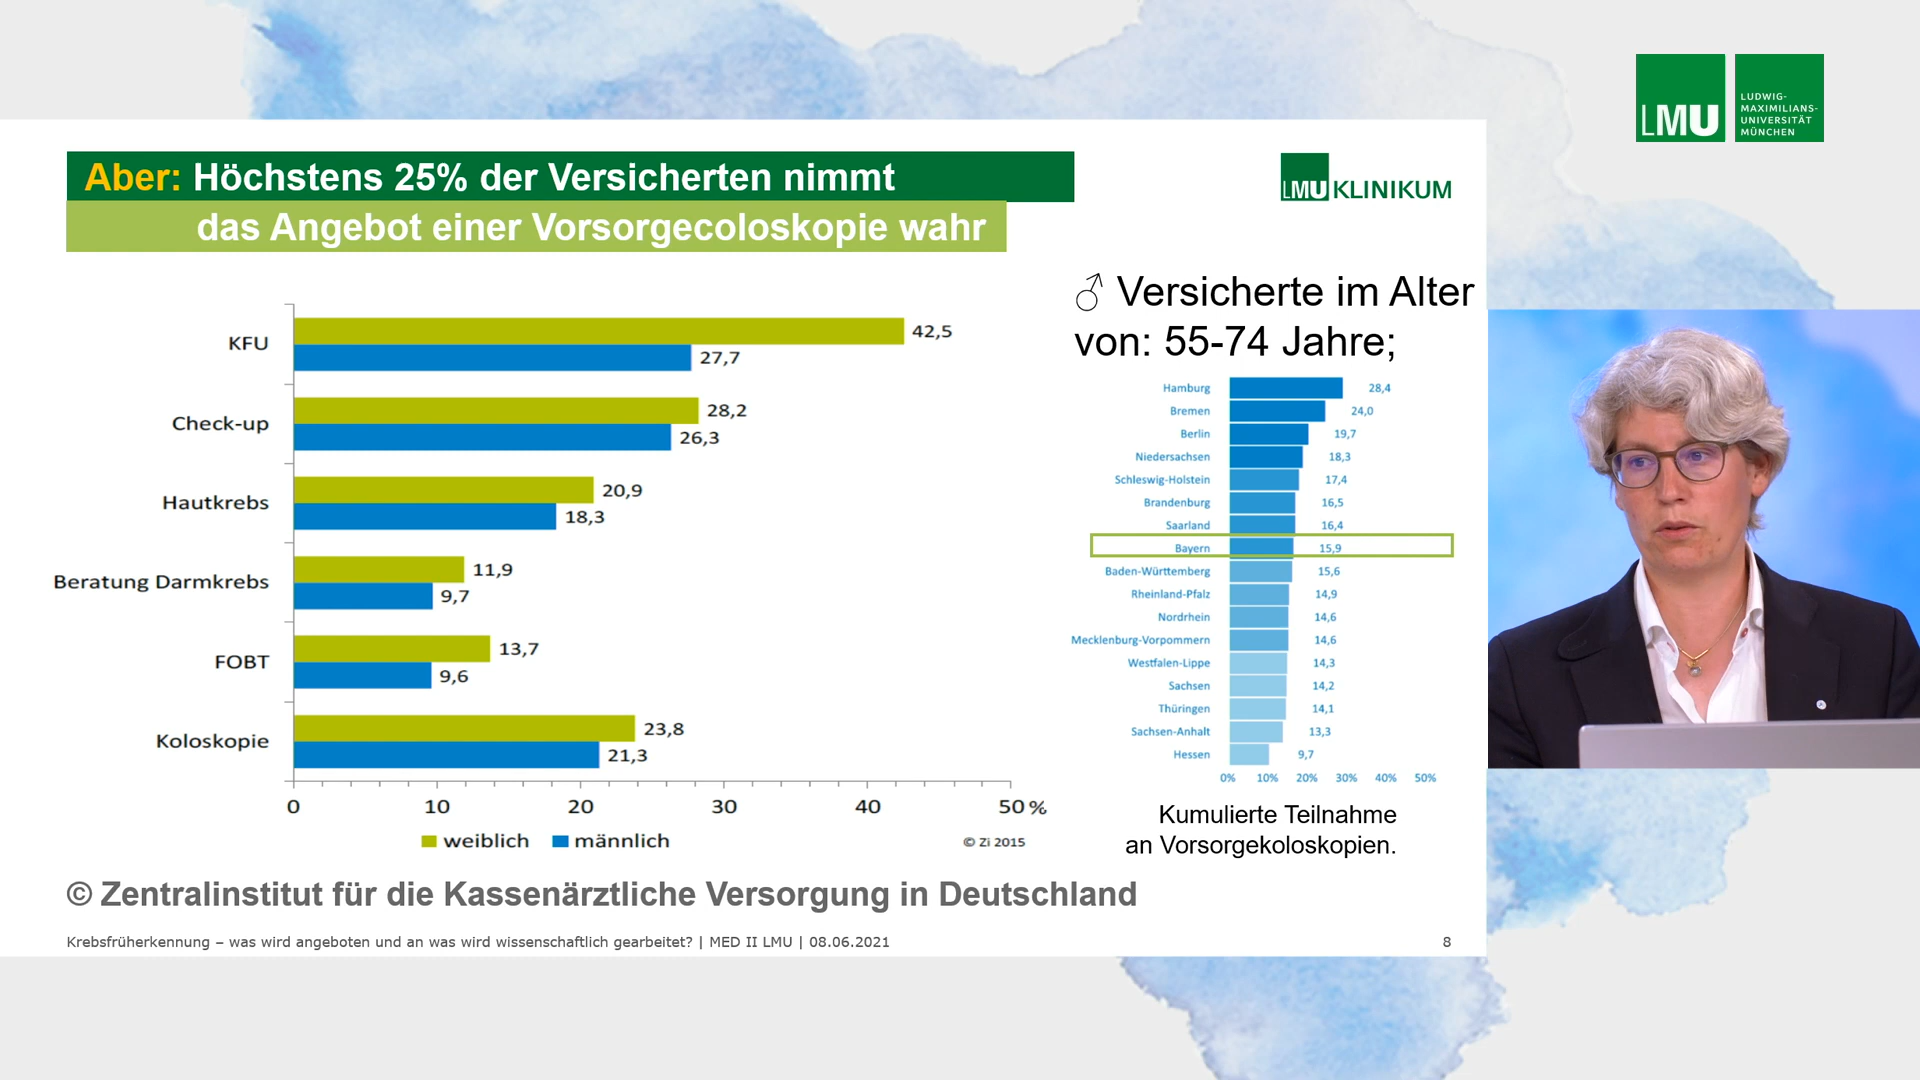 LMU
LUDWIG-
MAXIMILIANS-
UNIVERSITÄT
MÜNCHEN
Aber: Höchstens 25% der Versicherten nimmt
das Angebot einer Vorsorgecoloskopie wahr
LMU KLINIKUM
KFU
42,5
27,7
Check-up
28,2
26,3
Hautkrebs
20,9
18,3
Beratung Darmkrebs
11,9
9,7
FOBT
13,7
9,6
Koloskopie
23,8
21,3
0 10 20 30 40 50 %
weiblich männlich
© Zi 2015
♂ Versicherte im Alter
von: 55-74 Jahre;
Hamburg 28,4
Bremen 24,0
Berlin 19,7
Niedersachsen 18,3
Schleswig-Holstein 17,4
Brandenburg 16,5
Saarland 16,4
Bayern 15,9
Baden-Württemberg 15,6
Rheinland-Pfalz 14,9
Nordrhein 14,6
Mecklenburg-Vorpommern 14,6
Westfalen-Lippe 14,3
Sachsen 14,2
Thüringen 14,1
Sachsen-Anhalt 13,3
Hessen 9,7
0% 10% 20% 30% 40% 50%
Kumulierte Teilnahme
an Vorsorgekoloskopien.
© Zentralinstitut für die Kassenärztliche Versorgung in Deutschland
Krebsfrüherkennung – was wird angeboten und an was wird wissenschaftlich gearbeitet? | MED II LMU | 08.06.2021
8